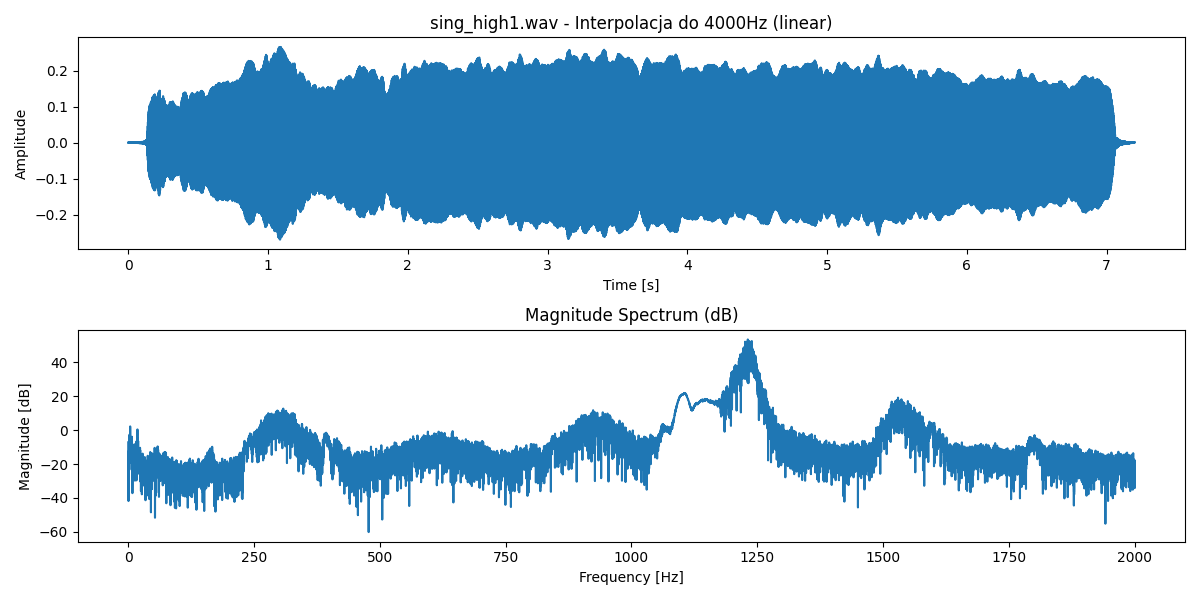 sing_high1.wav - Interpolacja do 4000Hz (linear)
0.2
0.1
0.0
−0.1
−0.2
Amplitude
0 1 2 3 4 5 6 7
Time [s]
Magnitude Spectrum (dB)
40
20
0
−20
−40
−60
Magnitude [dB]
0 250 500 750 1000 1250 1500 1750 2000
Frequency [Hz]